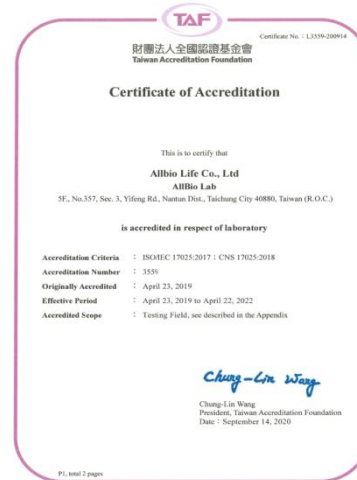 TAF
Certificate No. : L3559-200914
財團法人全國認證基金會
Taiwan Accreditation Foundation
Certificate of Accreditation
This is to certify that
Allbio Life Co., Ltd
AllBio Lab
5F., No.357, Sec. 3, Yifeng Rd., Nantun Dist., Taichung City 40880, Taiwan (R.O.C.)
is accredited in respect of laboratory
Accreditation Criteria : ISO/IEC 17025:2017 ; CNS 17025:2018
Accreditation Number : 3559
Originally Accredited : April 23, 2019
Effective Period : April 23, 2019 to April 22, 2022
Accredited Scope : Testing Field, see described in the Appendix
Chung-Lin Wang
Chung-Lin Wang
President, Taiwan Accreditation Foundation
Date : September 14, 2020
P1, total 2 pages